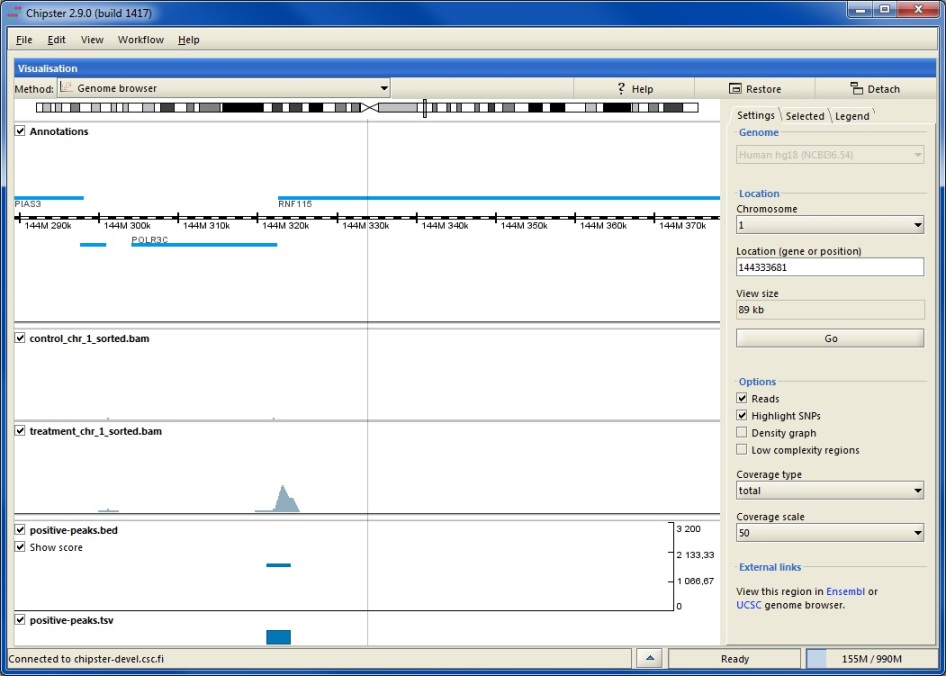 Chipster 2.9.0 (build 1417)
File Edit View Workflow Help
Visualisation
Method: Genome browser ? Help Restore Detach
Settings Selected Legend
Annotations
Genome
Human hg18 (NCBI36.54)
PIAS3 RNF115
144M 290k 144M 300k 144M 310k 144M 320k 144M 330k 144M 340k 144M 350k 144M 360k 144M 370k
POLR3C
Location
Chromosome
1
Location (gene or position)
144333681
View size
89 kb
Go
control_chr_1_sorted.bam
Options
Reads
Highlight SNPs
Density graph
Low complexity regions
treatment_chr_1_sorted.bam
Coverage type
total
Coverage scale
50
positive-peaks.bed
Show score
3 200
2 133,33
1 066,67
0
External links
View this region in Ensembl or
UCSC genome browser.
positive-peaks.tsv
Connected to chipster-devel.csc.fi Ready 155M / 990M